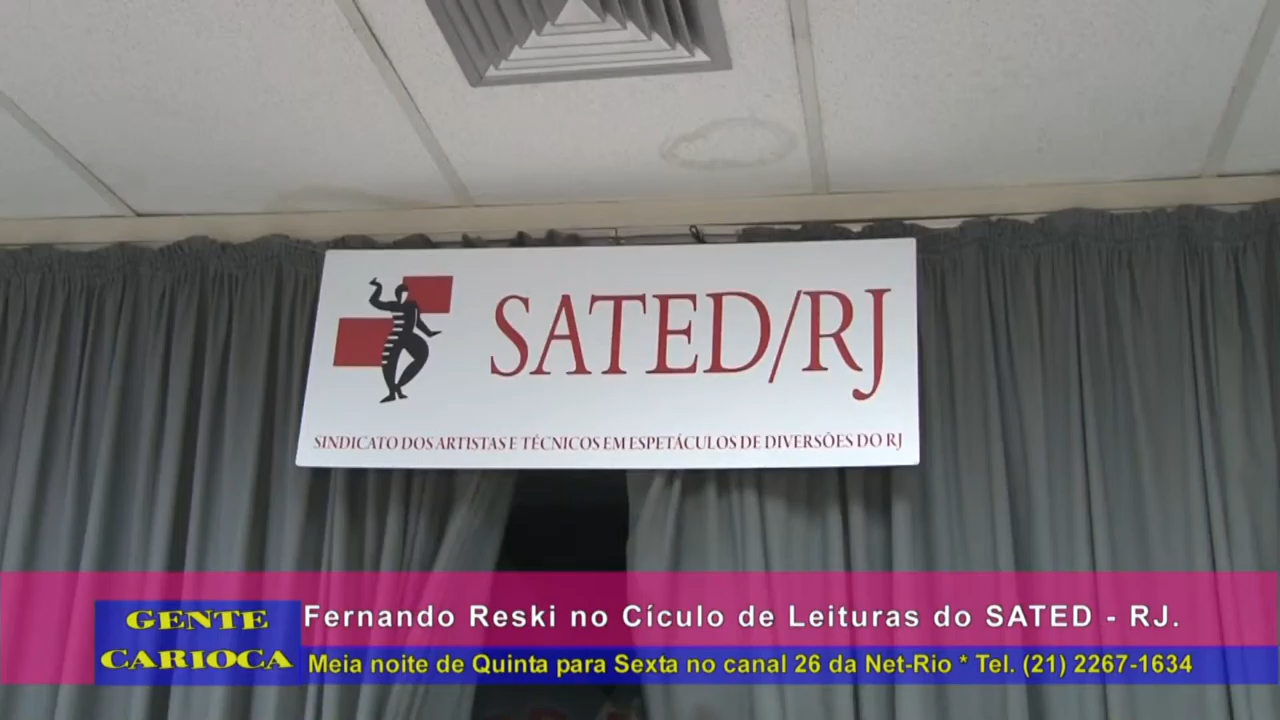 SATED/RJ
SINDICATO DOS ARTISTAS E TÉCNICOS EM ESPETÁCULOS DE DIVERSÕES DO RJ
GENTE
CARIOCA
Fernando Reski no Cículo de Leituras do SATED - RJ.
Meia noite de Quinta para Sexta no canal 26 da Net-Rio * Tel. (21) 2267-1634